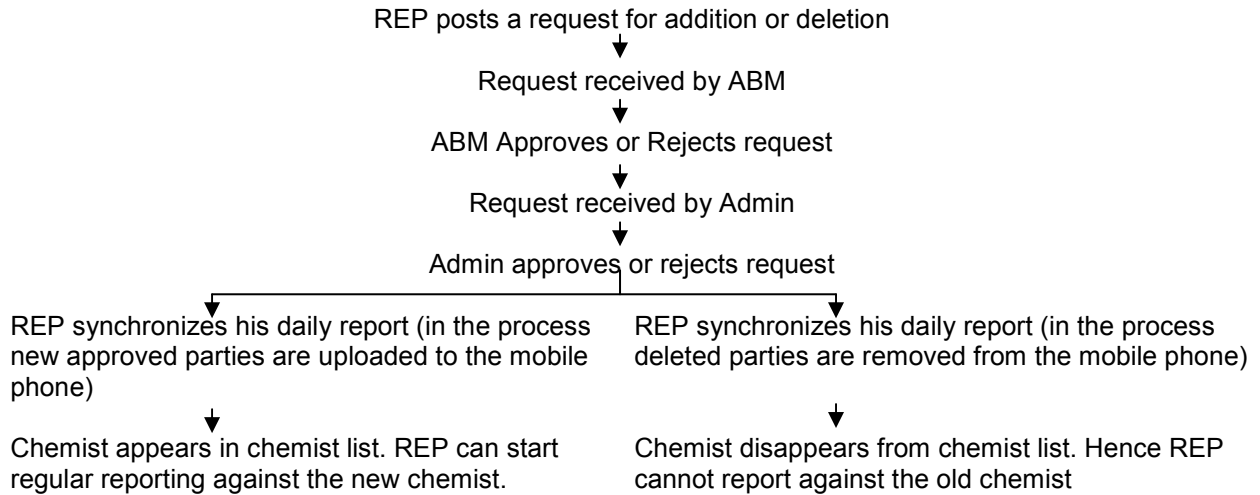 REP posts a request for addition or deletion
Request received by ABM
ABM Approves or Rejects request
Request received by Admin
Admin approves or rejects request
REP synchronizes his daily report (in the process
new approved parties are uploaded to the mobile
phone)
REP synchronizes his daily report (in the process
deleted parties are removed from the mobile phone)
Chemist appears in chemist list. REP can start
regular reporting against the new chemist.
Chemist disappears from chemist list. Hence REP
cannot report against the old chemist